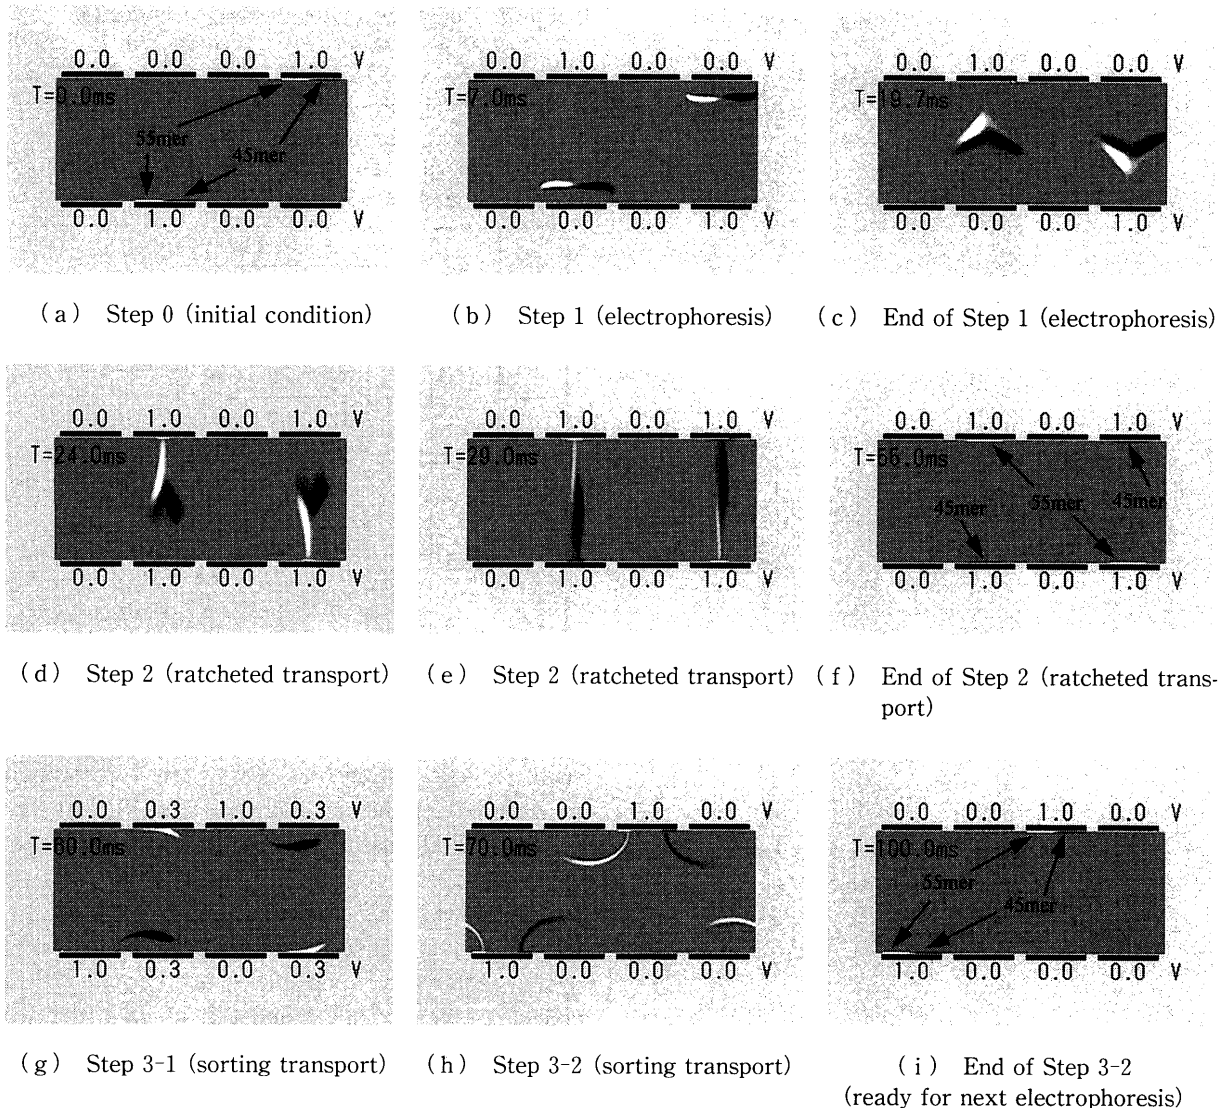 0.0 0.0 0.0 1.0 V
T=0.0ms
55mer
45mer
0.0 1.0 0.0 0.0 V
(a) Step 0 (initial condition)
0.0 1.0 0.0 0.0 V
T=7.0ms
0.0 0.0 0.0 1.0 V
(b) Step 1 (electrophoresis)
0.0 1.0 0.0 0.0 V
T=19.7ms
0.0 0.0 0.0 1.0 V
(c) End of Step 1 (electrophoresis)
0.0 1.0 0.0 1.0 V
T=24.0ms
0.0 1.0 0.0 1.0 V
(d) Step 2 (ratcheted transport)
0.0 1.0 0.0 1.0 V
T=29.0ms
0.0 1.0 0.0 1.0 V
(e) Step 2 (ratcheted transport)
0.0 1.0 0.0 1.0 V
45mer 55mer 45mer
0.0 1.0 0.0 1.0 V
(f) End of Step 2 (ratcheted trans-
port)
0.0 0.3 1.0 0.3 V
T=60.0ms
1.0 0.3 0.0 0.3 V
(g) Step 3-1 (sorting transport)
0.0 0.0 1.0 0.0 V
T=70.0ms
1.0 0.0 0.0 0.0 V
(h) Step 3-2 (sorting transport)
0.0 0.0 1.0 0.0 V
T=100.0ms
55mer
45mer
1.0 0.0 0.0 0.0 V
(i) End of Step 3-2
(ready for next electrophoresis)